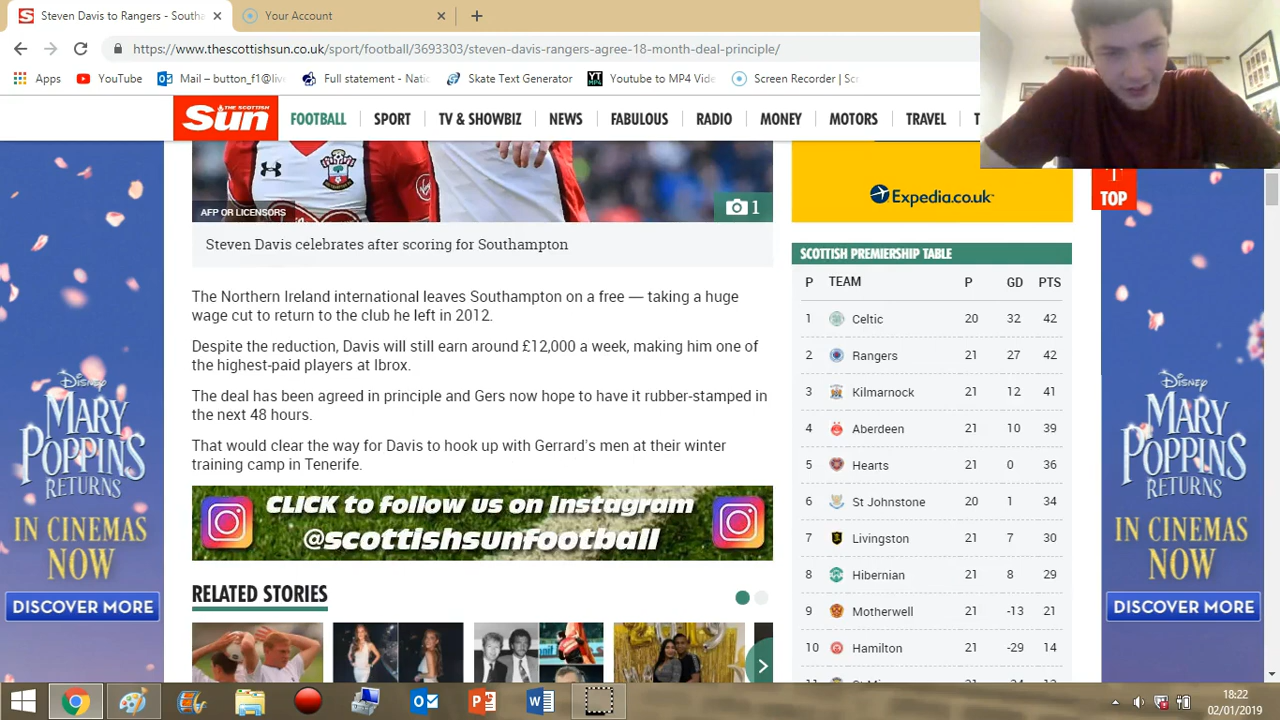 Steven Davis to Rangers - South
Your Account
https://www.thescottishsun.co.uk/sport/football/3693303/steven-davis-rangers-agree-18-month-deal-principle/
Apps YouTube Mail – button_f1@live Full statement - Natio Skate Text Generator Youtube to MP4 Vide Screen Recorder | Scr
THE SCOTTISH
Sun
FOOTBALL SPORT TV & SHOWBIZ NEWS FABULOUS RADIO MONEY MOTORS TRAVEL T
AFP OR LICENSORS
1
Steven Davis celebrates after scoring for Southampton
The Northern Ireland international leaves Southampton on a free — taking a huge
wage cut to return to the club he left in 2012.
Despite the reduction, Davis will still earn around £12,000 a week, making him one of
the highest-paid players at Ibrox.
The deal has been agreed in principle and Gers now hope to have it rubber-stamped in
the next 48 hours.
That would clear the way for Davis to hook up with Gerrard's men at their winter
training camp in Tenerife.
CLICK to follow us on Instagram
@scottishsunfootball
RELATED STORIES
Expedia.co.uk
TOP
SCOTTISH PREMIERSHIP TABLE
P TEAM P GD PTS
1 Celtic 20 32 42
2 Rangers 21 27 42
3 Kilmarnock 21 12 41
4 Aberdeen 21 10 39
5 Hearts 21 0 36
6 St Johnstone 20 1 34
7 Livingston 21 7 30
8 Hibernian 21 8 29
9 Motherwell 21 -13 21
10 Hamilton 21 -29 14
Disney
MARY
POPPINS
RETURNS
IN CINEMAS
NOW
DISCOVER MORE
Disney
MARY
POPPINS
RETURNS
IN CINEMAS
NOW
DISCOVER MORE
18:22
02/01/2019